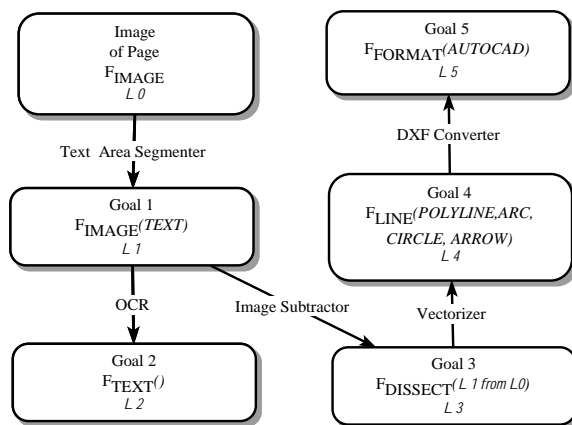 Image
of Page
FIMAGE
L 0
Text Area Segmenter
Goal 1
FIMAGE(TEXT)
L 1
OCR
Image Subtractor
Goal 2
FTEXT()
L 2
Goal 5
FFORMAT(AUTOCAD)
L 5
DXF Converter
Goal 4
FLINE(POLYLINE,ARC,
CIRCLE, ARROW)
L 4
Vectorizer
Goal 3
FDISSECT(L 1 from L0)
L 3